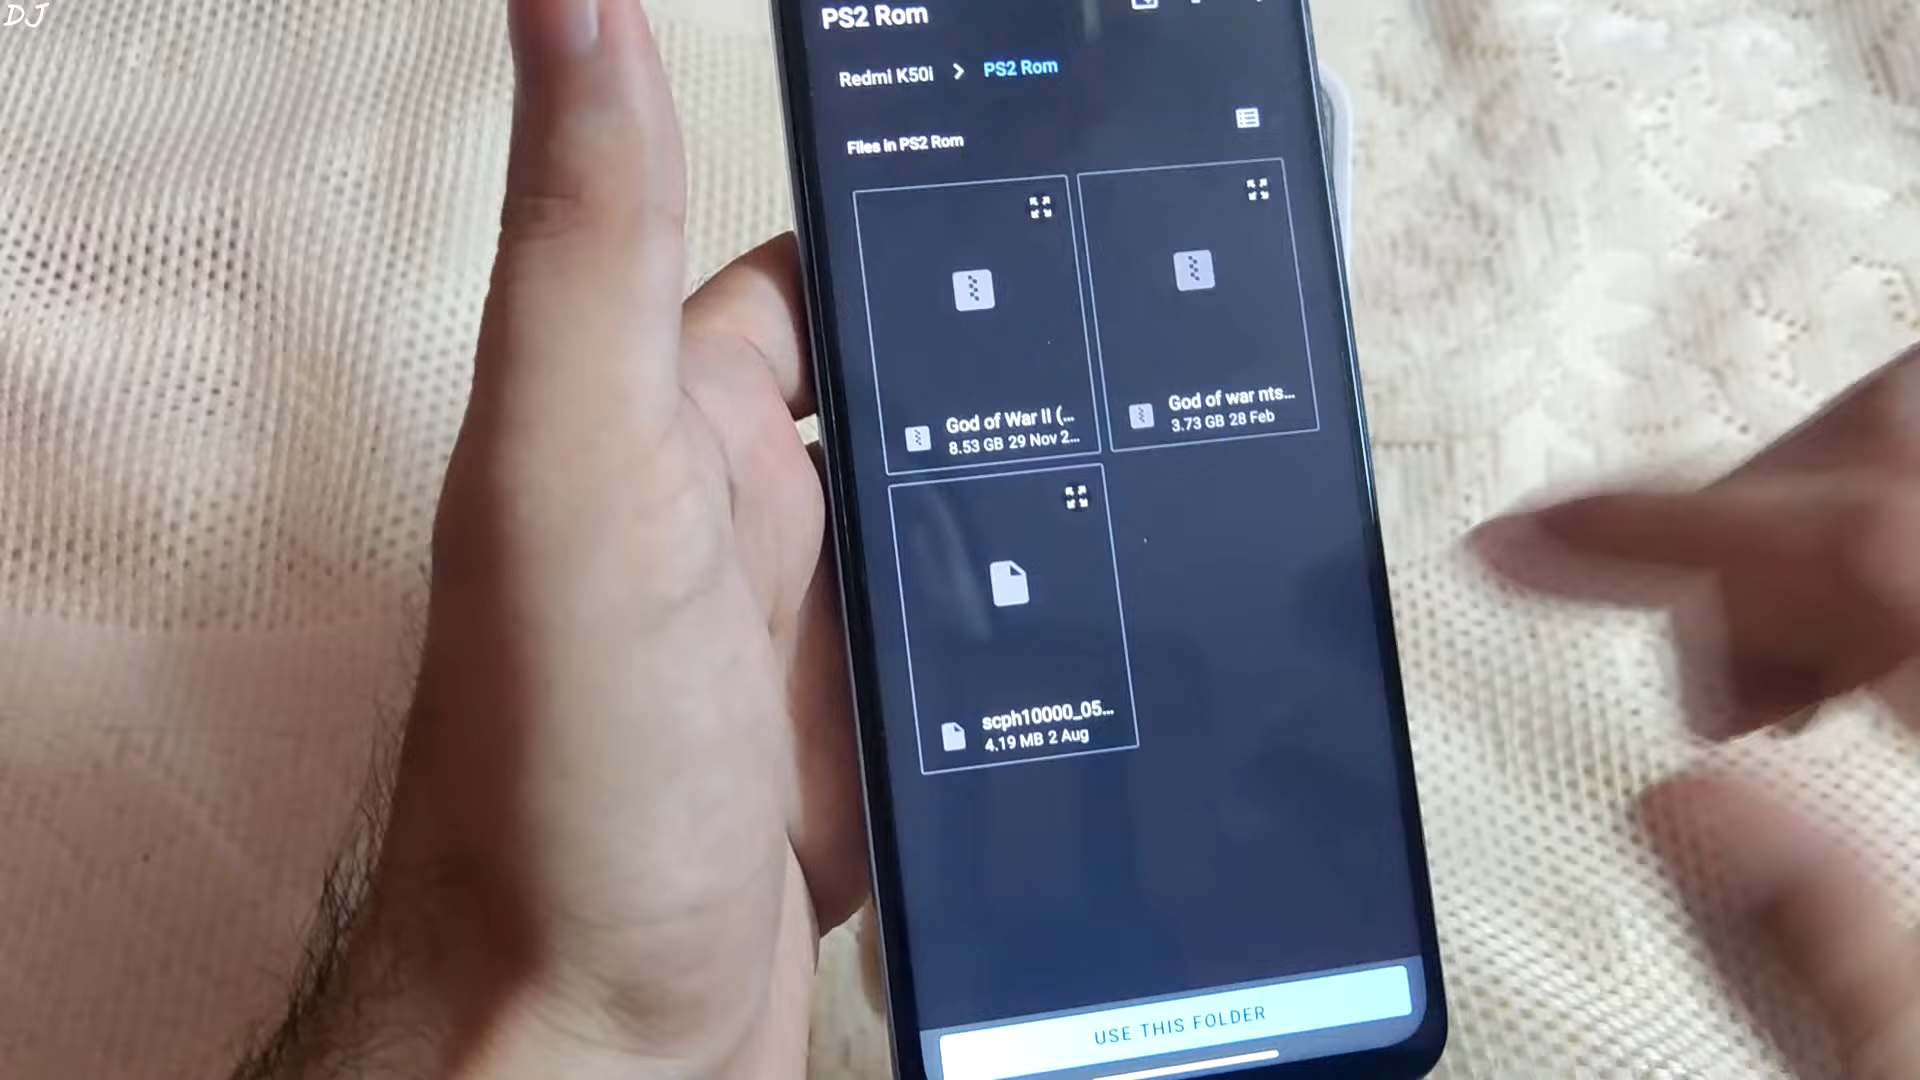 DJ
PS2 Rom
Redmi K50i > PS2 Rom
Files in PS2 Rom
God of War II (...
8.53 GB 29 Nov 2...
God of war nts...
3.73 GB 28 Feb
scph10000_05...
4.19 MB 2 Aug
USE THIS FOLDER